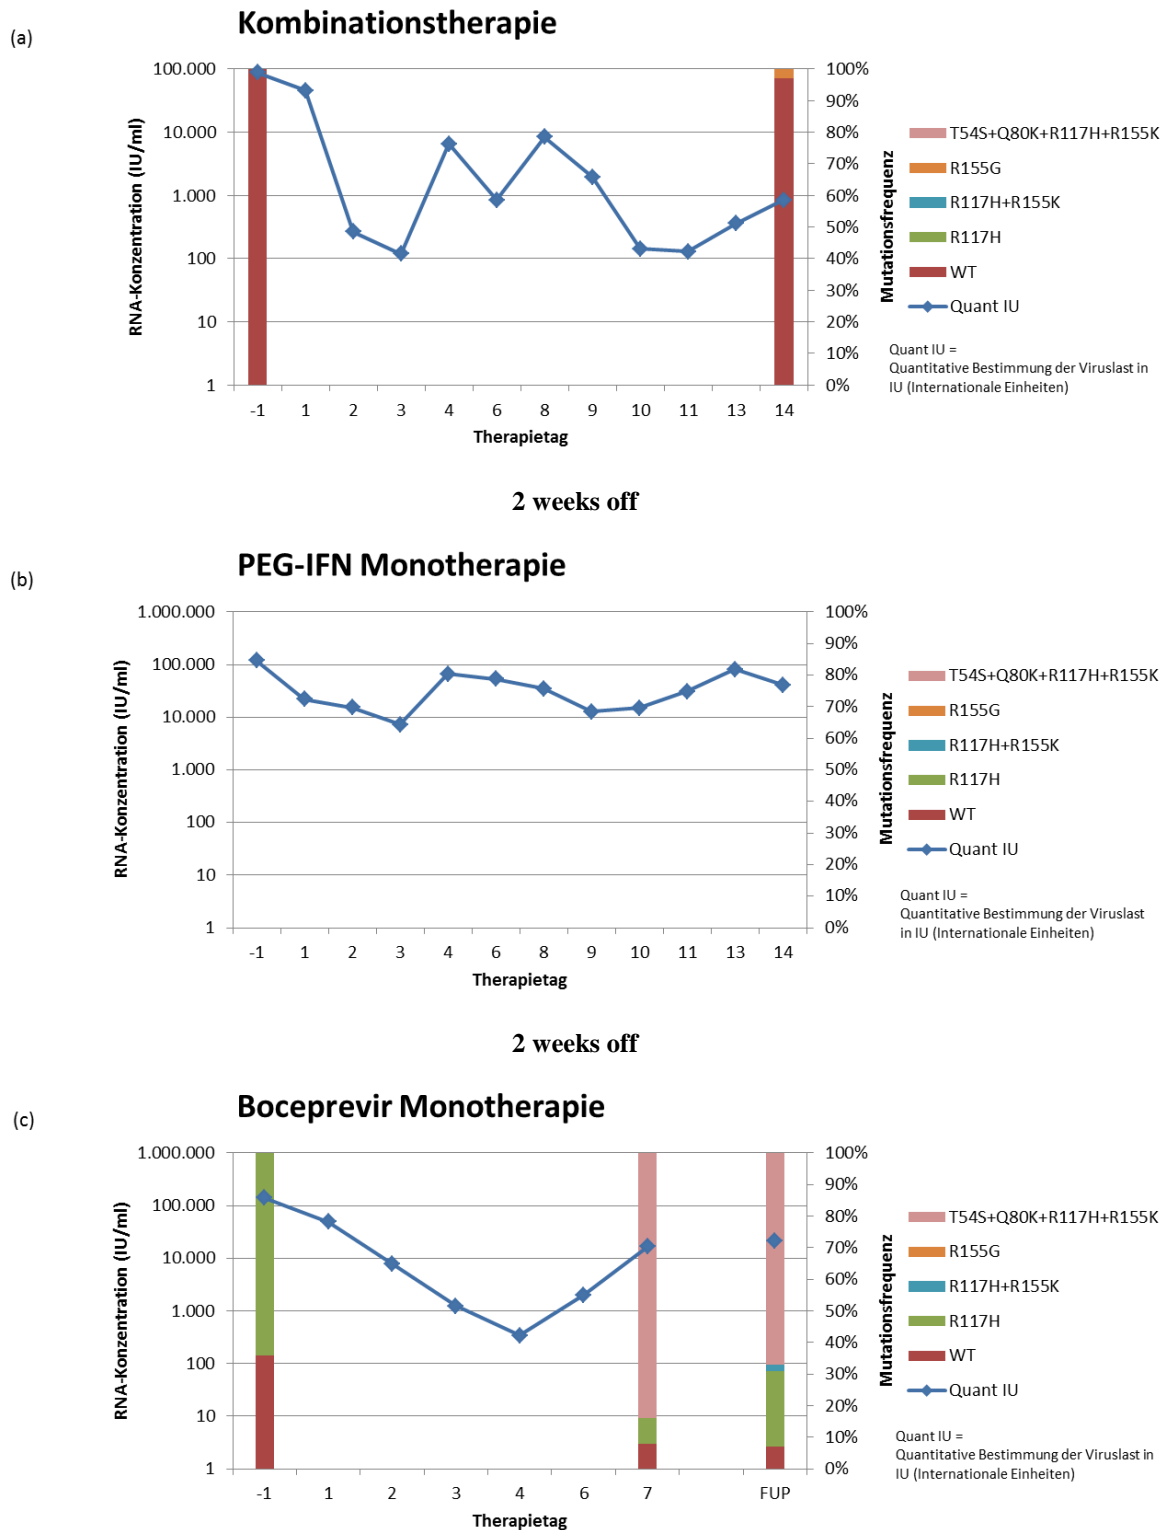 (a)
Kombinationstherapie
100.000
10.000
1.000
100
10
1
RNA-Konzentration (IU/ml)
100%
90%
80%
70%
60%
50%
40%
30%
20%
10%
0%
Mutationsfrequenz
-1 1 2 3 4 6 8 9 10 11 13 14
Therapietag
T54S+Q80K+R117H+R155K
R155G
R117H+R155K
R117H
WT
Quant IU
Quant IU =
Quantitative Bestimmung der Viruslast in
IU (Internationale Einheiten)
2 weeks off
(b)
PEG-IFN Monotherapie
1.000.000
100.000
10.000
1.000
100
10
1
RNA-Konzentration (IU/ml)
100%
90%
80%
70%
60%
50%
40%
30%
20%
10%
0%
Mutationsfrequenz
-1 1 2 3 4 6 8 9 10 11 13 14
Therapietag
T54S+Q80K+R117H+R155K
R155G
R117H+R155K
R117H
WT
Quant IU
Quant IU =
Quantitative Bestimmung der Viruslast
in IU (Internationale Einheiten)
2 weeks off
(c)
Boceprevir Monotherapie
1.000.000
100.000
10.000
1.000
100
10
1
RNA-Konzentration (IU/ml)
100%
90%
80%
70%
60%
50%
40%
30%
20%
10%
0%
Mutationsfrequenz
-1 1 2 3 4 6 7 FUP
Therapietag
T54S+Q80K+R117H+R155K
R155G
R117H+R155K
R117H
WT
Quant IU
Quant IU =
Quantitative Bestimmung der Viruslast in
IU (Internationale Einheiten)